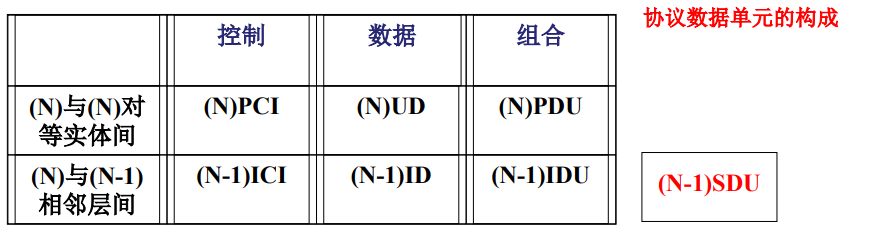 协议数据单元的构成
控制 数据 组合
(N)与(N)对
等实体间 (N)PCI (N)UD (N)PDU
(N)与(N-1)
相邻层间 (N-1)ICI (N-1)ID (N-1)IDU
(N-1)SDU